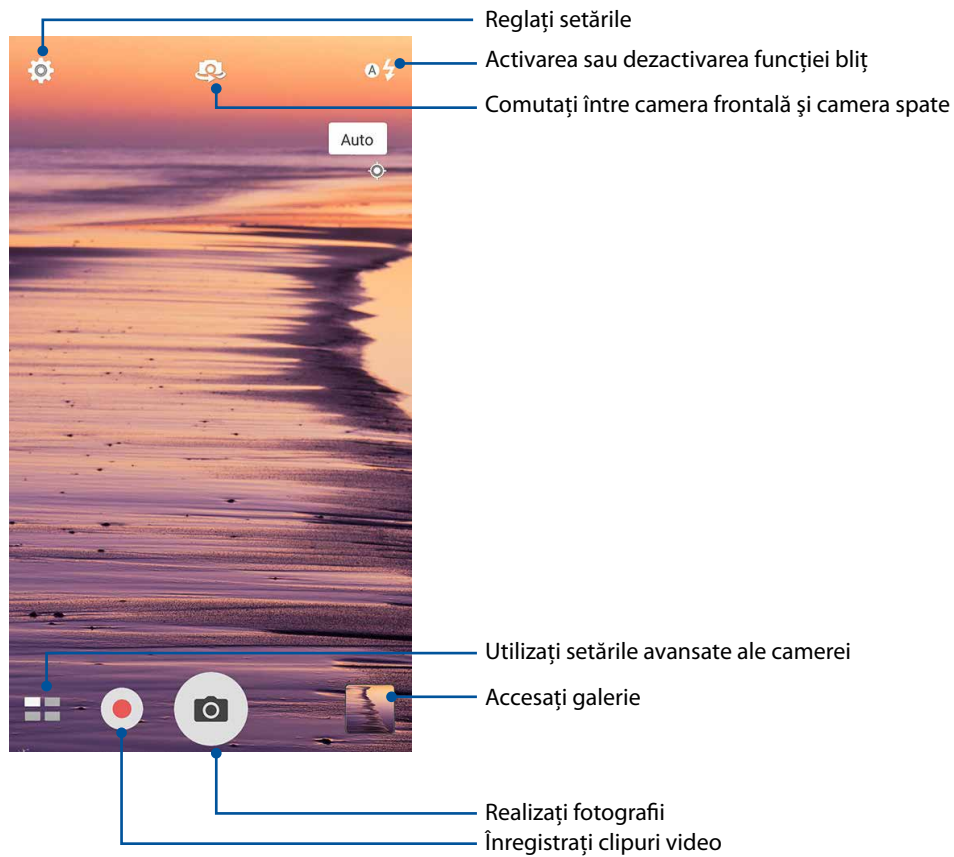 Reglați setările
Activarea sau dezactivarea funcției bliț
Comutați între camera frontală şi camera spate
A
Auto
Utilizați setările avansate ale camerei
Accesați galerie
Realizați fotografii
Înregistrați clipuri video